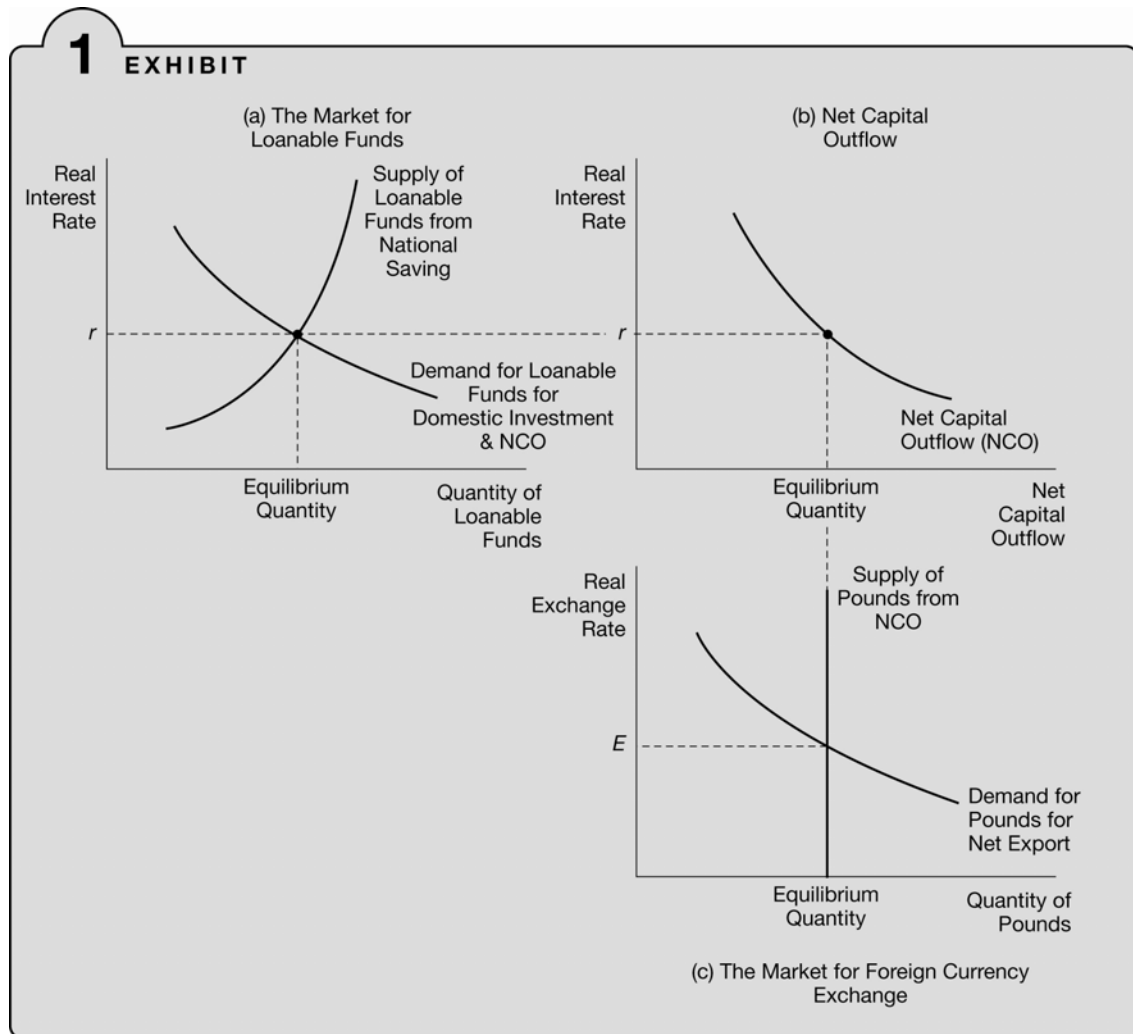 1 EXHIBIT
(a) The Market for
Loanable Funds
Real
Interest
Rate
Supply of
Loanable
Funds from
National
Saving
r
Demand for Loanable
Funds for
Domestic Investment
& NCO
Equilibrium
Quantity
Quantity of
Loanable
Funds
(b) Net Capital
Outflow
Real
Interest
Rate
r
Net Capital
Outflow (NCO)
Equilibrium
Quantity
Net
Capital
Outflow
Real
Exchange
Rate
Supply of
Pounds from
NCO
E
Demand for
Pounds for
Net Export
Equilibrium
Quantity
Quantity of
Pounds
(c) The Market for Foreign Currency
Exchange